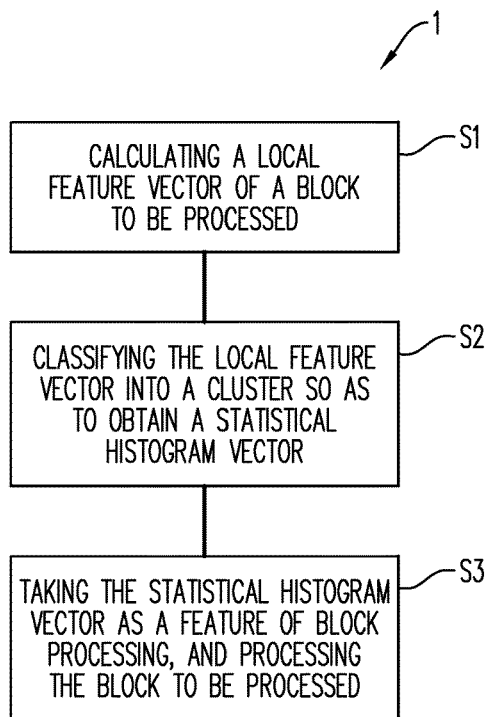 1
S1
CALCULATING A LOCAL
FEATURE VECTOR OF A BLOCK
TO BE PROCESSED
S2
CLASSIFYING THE LOCAL FEATURE
VECTOR INTO A CLUSTER SO AS
TO OBTAIN A STATISTICAL
HISTOGRAM VECTOR
S3
TAKING THE STATISTICAL HISTOGRAM
VECTOR AS A FEATURE OF BLOCK
PROCESSING, AND PROCESSING
THE BLOCK TO BE PROCESSED